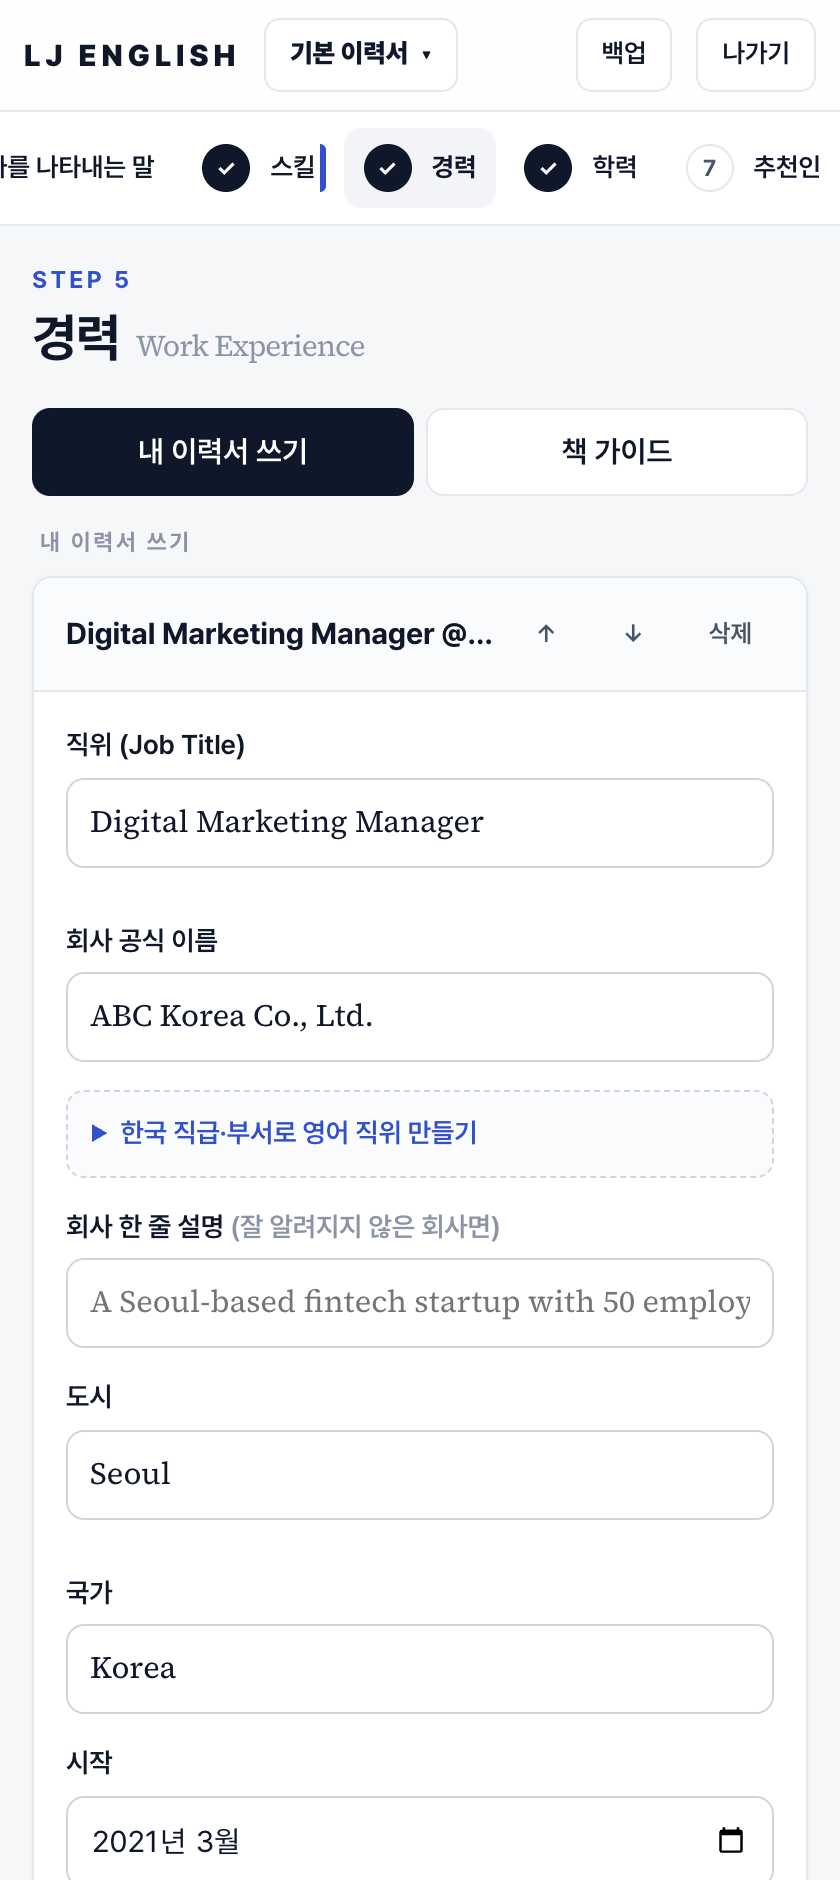 LJ ENGLISH
기본 이력서 ▾
백업
나가기
를 나타내는 말
스킬
경력
학력
7
추천인
STEP 5
경력 Work Experience
내 이력서 쓰기
책 가이드
내 이력서 쓰기
Digital Marketing Manager @...
↑
↓
삭제
직위 (Job Title)
Digital Marketing Manager
회사 공식 이름
ABC Korea Co., Ltd.
▶ 한국 직급·부서로 영어 직위 만들기
회사 한 줄 설명 (잘 알려지지 않은 회사면)
A Seoul-based fintech startup with 50 employ
도시
Seoul
국가
Korea
시작
2021년 3월